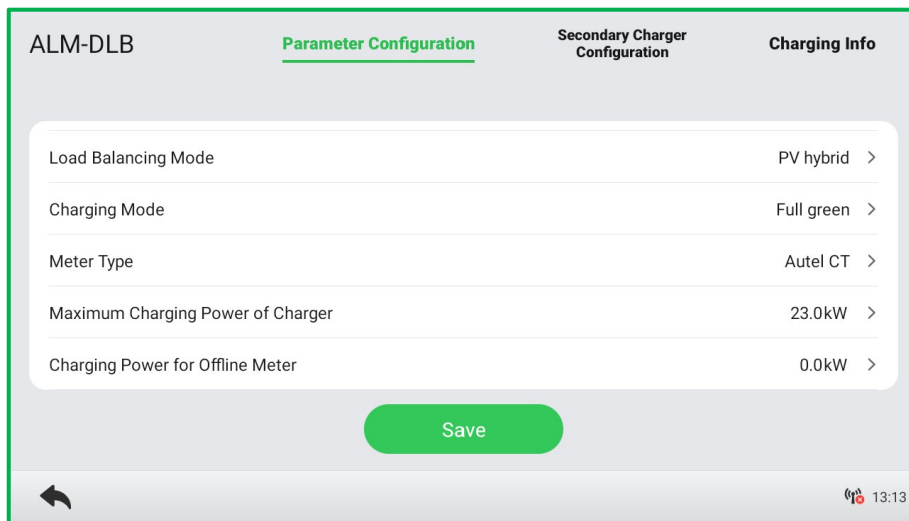 ALM-DLB
Parameter Configuration
Secondary Charger
Configuration
Charging Info
Load Balancing Mode
PV hybrid
Charging Mode
Full green
Meter Type
Autel CT
Maximum Charging Power of Charger
23.0kW
Charging Power for Offline Meter
0.0kW
Save
13:13